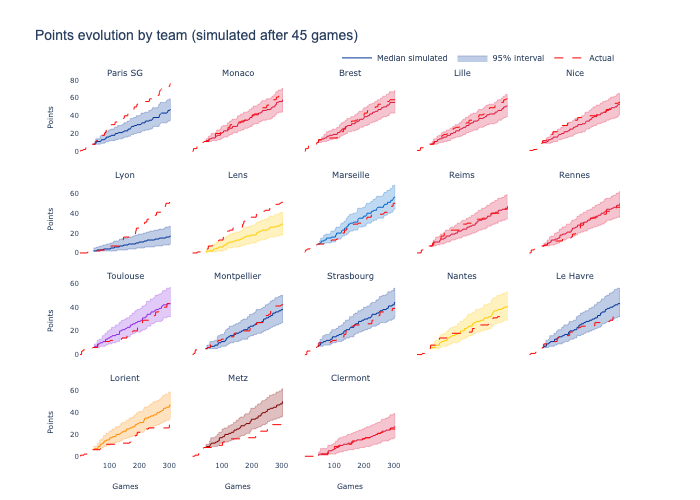 Points evolution by team (simulated after 45 games)
Median simulated 95% interval Actual
Paris SG Monaco Brest Lille Nice
80
60
40
20
0
Points
Lyon Lens Marseille Reims Rennes
60
40
20
0
Points
Toulouse Montpellier Strasbourg Nantes Le Havre
60
40
20
0
Points
Lorient Metz Clermont
60
40
20
0
Points
100 200 300 100 200 300 100 200 300
Games Games Games